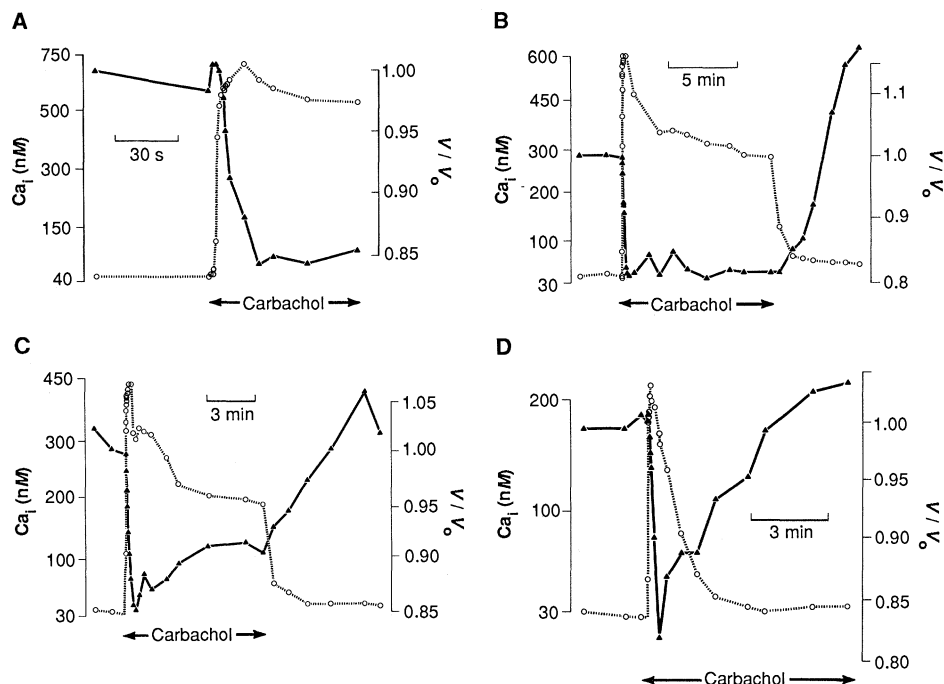 A
750
500
300
150
40
Ca_i (nM)
30 s
1.00
0.95
0.90
0.85
V / V_o
Carbachol
B
600
450
300
200
100
30
Ca_i (nM)
5 min
1.1
1.0
0.9
0.8
V / V_o
Carbachol
C
450
300
200
100
30
Ca_i (nM)
3 min
1.05
1.00
0.95
0.90
0.85
V / V_o
Carbachol
D
200
100
30
Ca_i (nM)
3 min
1.00
0.95
0.90
0.85
0.80
V / V_o
Carbachol